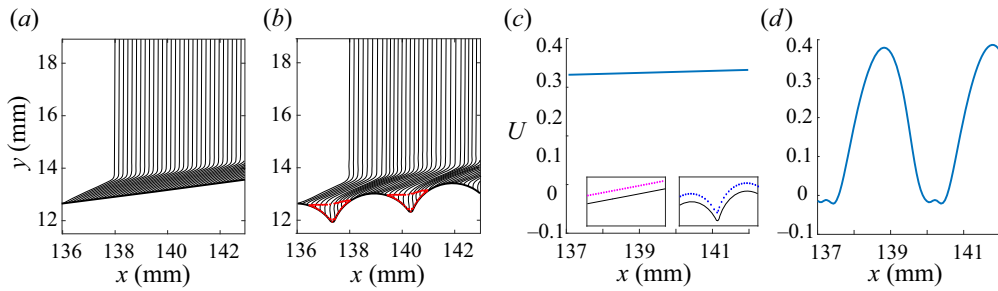 (a) (b) (c) (d)
18 18 0.4 0.4
16 16 0.3 0.3
y (mm) 0.2 U 0.2
14 14 0.1 0.1
12 12 0 0
–0.1 –0.1
136 138 140 142 136 138 140 142 137 139 141 137 139 141
x (mm) x (mm) x (mm) x (mm)